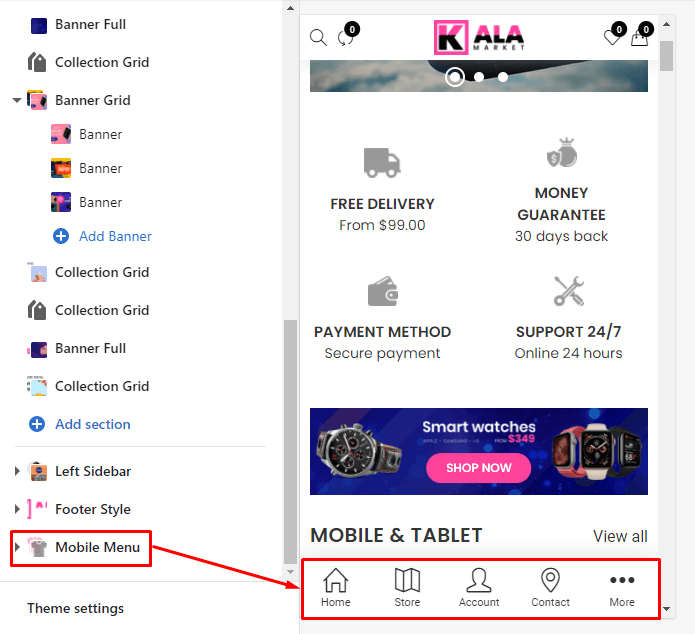 Banner Full
Collection Grid
Banner Grid
Banner
Banner
Banner
Add Banner
Collection Grid
Collection Grid
Banner Full
Collection Grid
Add section
Left Sidebar
Footer Style
Mobile Menu
Theme settings
0
KALA
MARKET
0
0
FREE DELIVERY
From $99.00
MONEY
GUARANTEE
30 days back
PAYMENT METHOD
Secure payment
SUPPORT 24/7
Online 24 hours
Smart watches
APPLE - SAMSUNG - LG FROM $349
SHOP NOW
MOBILE & TABLET
View all
Home
Store
Account
Contact
More